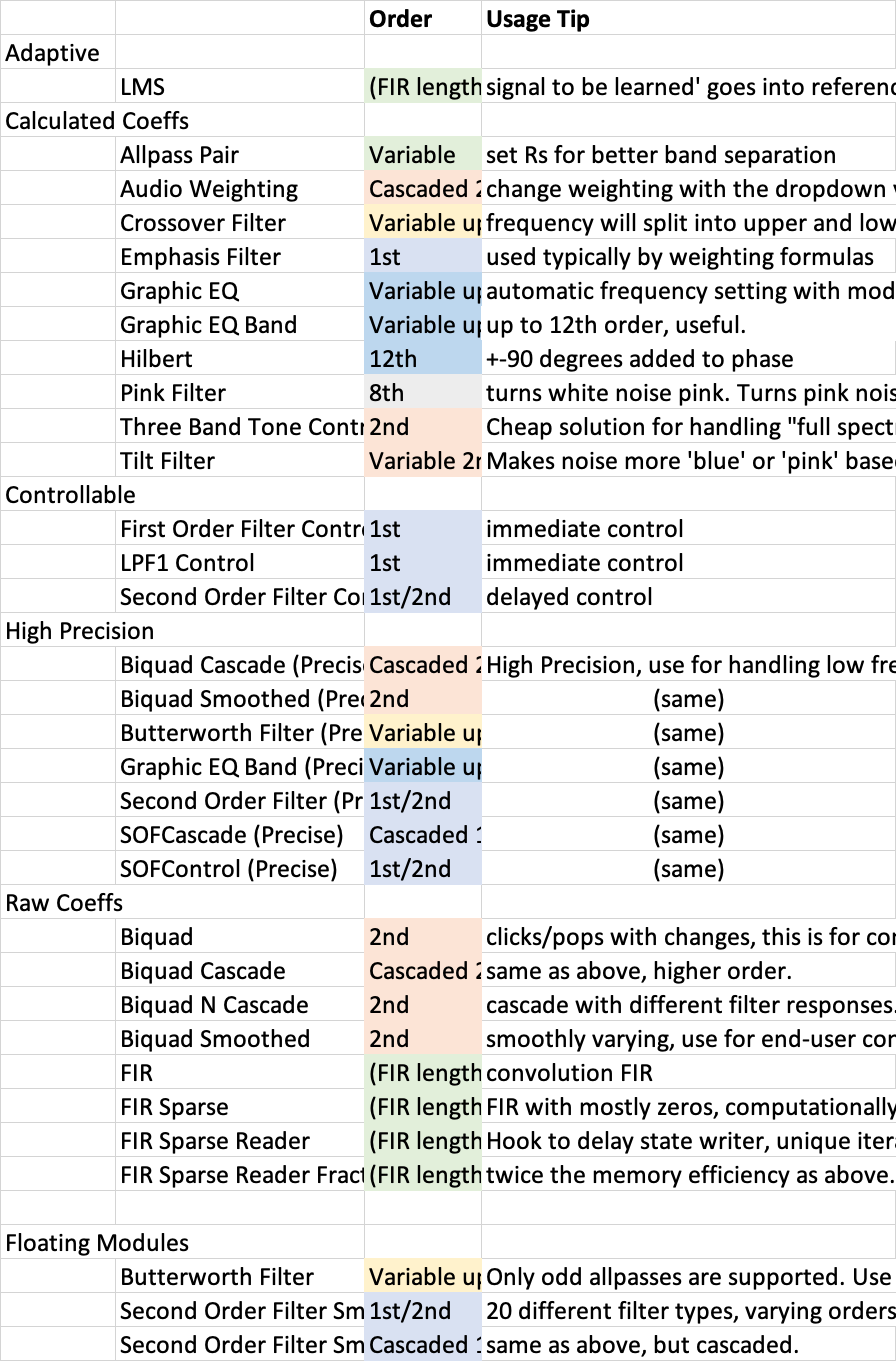 Order Usage Tip
Adaptive
LMS (FIR length signal to be learned' goes into referenc
Calculated Coeffs
Allpass Pair Variable set Rs for better band separation
Audio Weighting Cascaded 2 change weighting with the dropdown v
Crossover Filter Variable up frequency will split into upper and low
Emphasis Filter 1st used typically by weighting formulas
Graphic EQ Variable up automatic frequency setting with mod
Graphic EQ Band Variable up up to 12th order, useful.
Hilbert 12th +-90 degrees added to phase
Pink Filter 8th turns white noise pink. Turns pink nois
Three Band Tone Contr 2nd Cheap solution for handling "full spectr
Tilt Filter Variable 2n Makes noise more 'blue' or 'pink' base
Controllable
First Order Filter Contr 1st immediate control
LPF1 Control 1st immediate control
Second Order Filter Co 1st/2nd delayed control
High Precision
Biquad Cascade (Precis Cascaded 2 High Precision, use for handling low fre
Biquad Smoothed (Prec 2nd (same)
Butterworth Filter (Pre Variable up (same)
Graphic EQ Band (Preci Variable up (same)
Second Order Filter (Pr 1st/2nd (same)
SOFCascade (Precise) Cascaded 1 (same)
SOFControl (Precise) 1st/2nd (same)
Raw Coeffs
Biquad 2nd clicks/pops with changes, this is for con
Biquad Cascade Cascaded 2 same as above, higher order.
Biquad N Cascade 2nd cascade with different filter responses.
Biquad Smoothed 2nd smoothly varying, use for end-user con
FIR (FIR length convolution FIR
FIR Sparse (FIR length FIR with mostly zeros, computationally
FIR Sparse Reader (FIR length Hook to delay state writer, unique itera
FIR Sparse Reader Fract (FIR length twice the memory efficiency as above.
Floating Modules
Butterworth Filter Variable up Only odd allpasses are supported. Use
Second Order Filter Sm 1st/2nd 20 different filter types, varying orders
Second Order Filter Sm Cascaded 1 same as above, but cascaded.